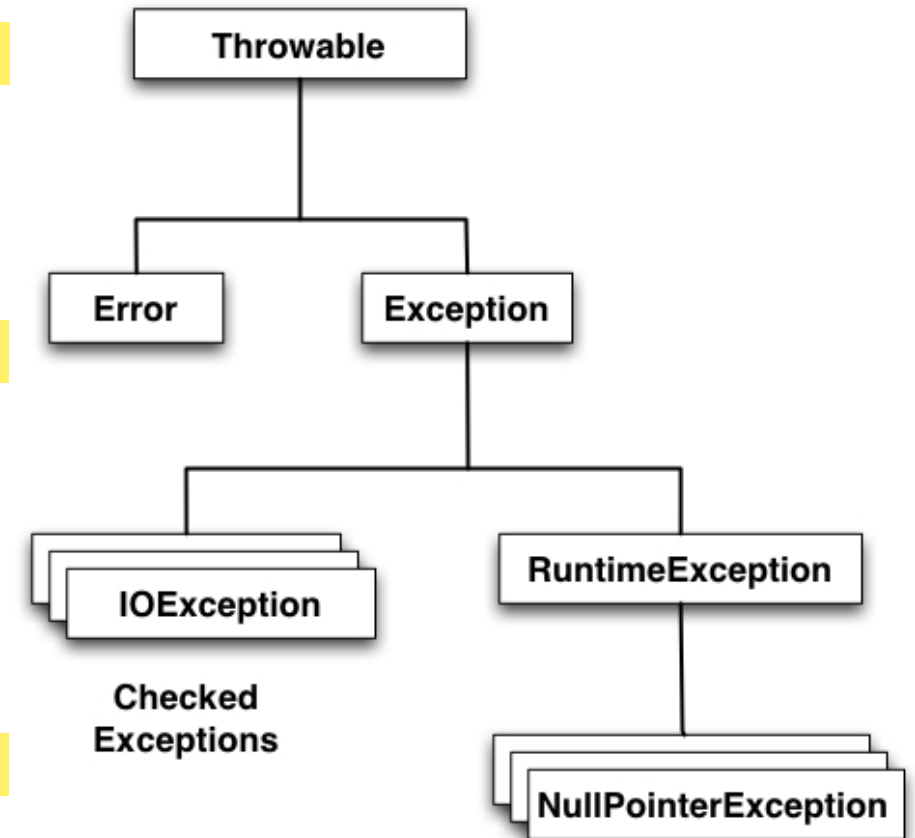 Throwable
Error
Exception
IOException
RuntimeException
Checked
Exceptions
NullPointerException